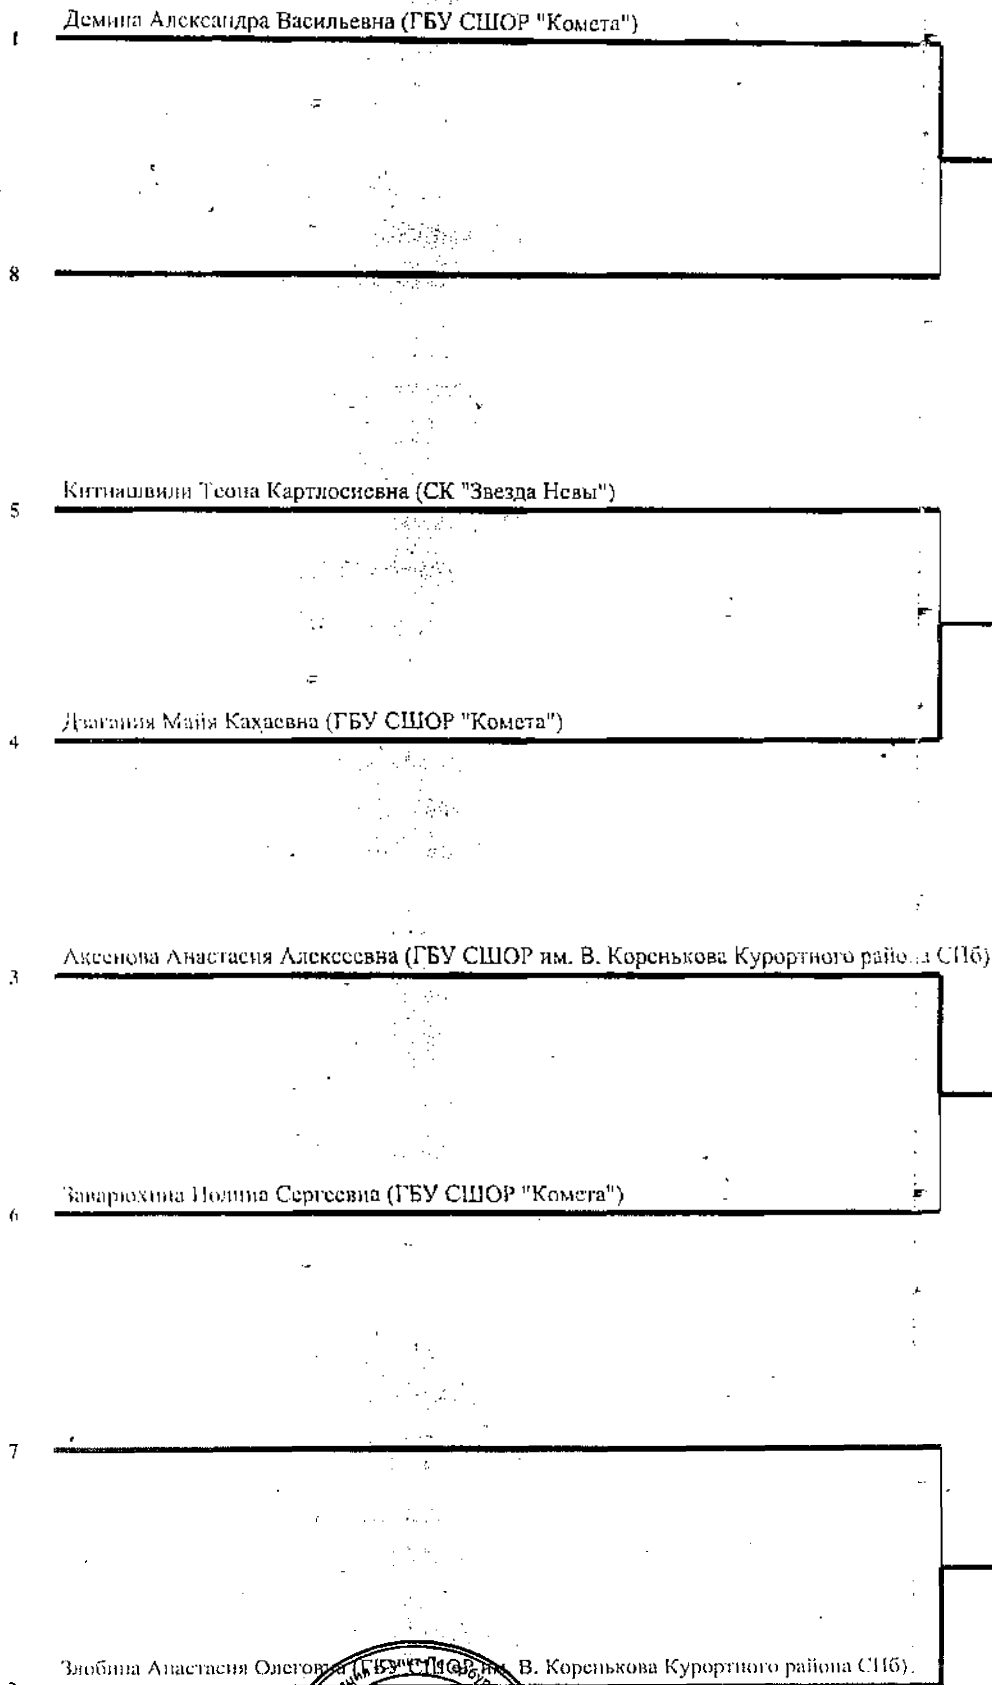 Демина Александра Васильевна (ГБУ СШОР "Комета")
1
8
Китиашвили Теона Картлосиевна (СК "Звезда Невы")
5
Дзагания Майя Кахаевна (ГБУ СШОР "Комета")
4
Аксенова Анастасия Алексеевна (ГБУ СШОР им. В. Коренькова Курортного района СПб)
3
Заварюхина Полина Сергеевна (ГБУ СШОР "Комета")
6
7
Злобина Анастасия Олеговна (ГБУ СШОР им. В. Коренькова Курортного района СПб)